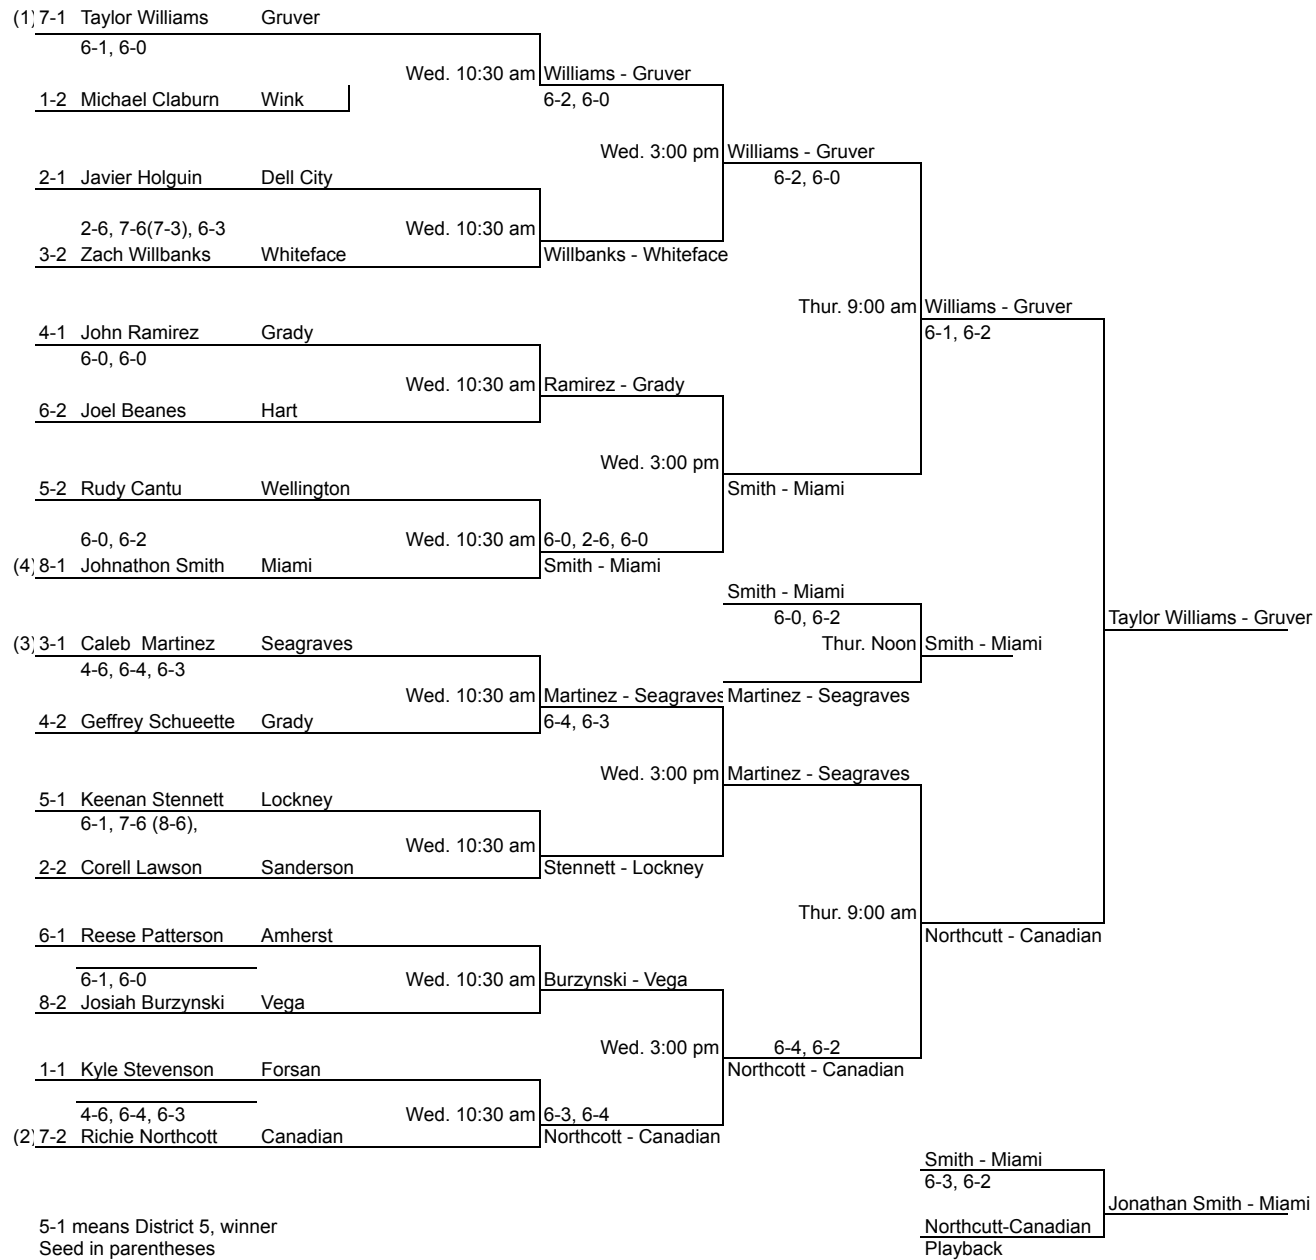 (1) 7-1 Taylor Williams Gruver
6-1, 6-0
Wed. 10:30 am Williams - Gruver
1-2 Michael Claburn Wink 6-2, 6-0
Wed. 3:00 pm Williams - Gruver
2-1 Javier Holguin Dell City 6-2, 6-0
2-6, 7-6(7-3), 6-3 Wed. 10:30 am
3-2 Zach Willbanks Whiteface Willbanks - Whiteface
Thur. 9:00 am Williams - Gruver
4-1 John Ramirez Grady 6-1, 6-2
6-0, 6-0
Wed. 10:30 am Ramirez - Grady
6-2 Joel Beanes Hart
Wed. 3:00 pm
5-2 Rudy Cantu Wellington Smith - Miami
6-0, 6-2 Wed. 10:30 am 6-0, 2-6, 6-0
(4) 8-1 Johnathon Smith Miami Smith - Miami
Smith - Miami
6-0, 6-2 Taylor Williams - Gruver
(3) 3-1 Caleb Martinez Seagraves Thur. Noon Smith - Miami
4-6, 6-4, 6-3
Wed. 10:30 am Martinez - Seagraves Martinez - Seagraves
4-2 Geffrey Schueette Grady 6-4, 6-3
Wed. 3:00 pm Martinez - Seagraves
5-1 Keenan Stennett Lockney
6-1, 7-6 (8-6),
Wed. 10:30 am
2-2 Corell Lawson Sanderson Stennett - Lockney
Thur. 9:00 am
6-1 Reese Patterson Amherst Northcutt - Canadian
6-1, 6-0 Wed. 10:30 am Burzynski - Vega
8-2 Josiah Burzynski Vega
Wed. 3:00 pm 6-4, 6-2
1-1 Kyle Stevenson Forsan Northcott - Canadian
4-6, 6-4, 6-3 Wed. 10:30 am 6-3, 6-4
(2) 7-2 Richie Northcott Canadian Northcott - Canadian
Smith - Miami
6-3, 6-2
Jonathan Smith - Miami
5-1 means District 5, winner Northcutt-Canadian
Seed in parentheses Playback